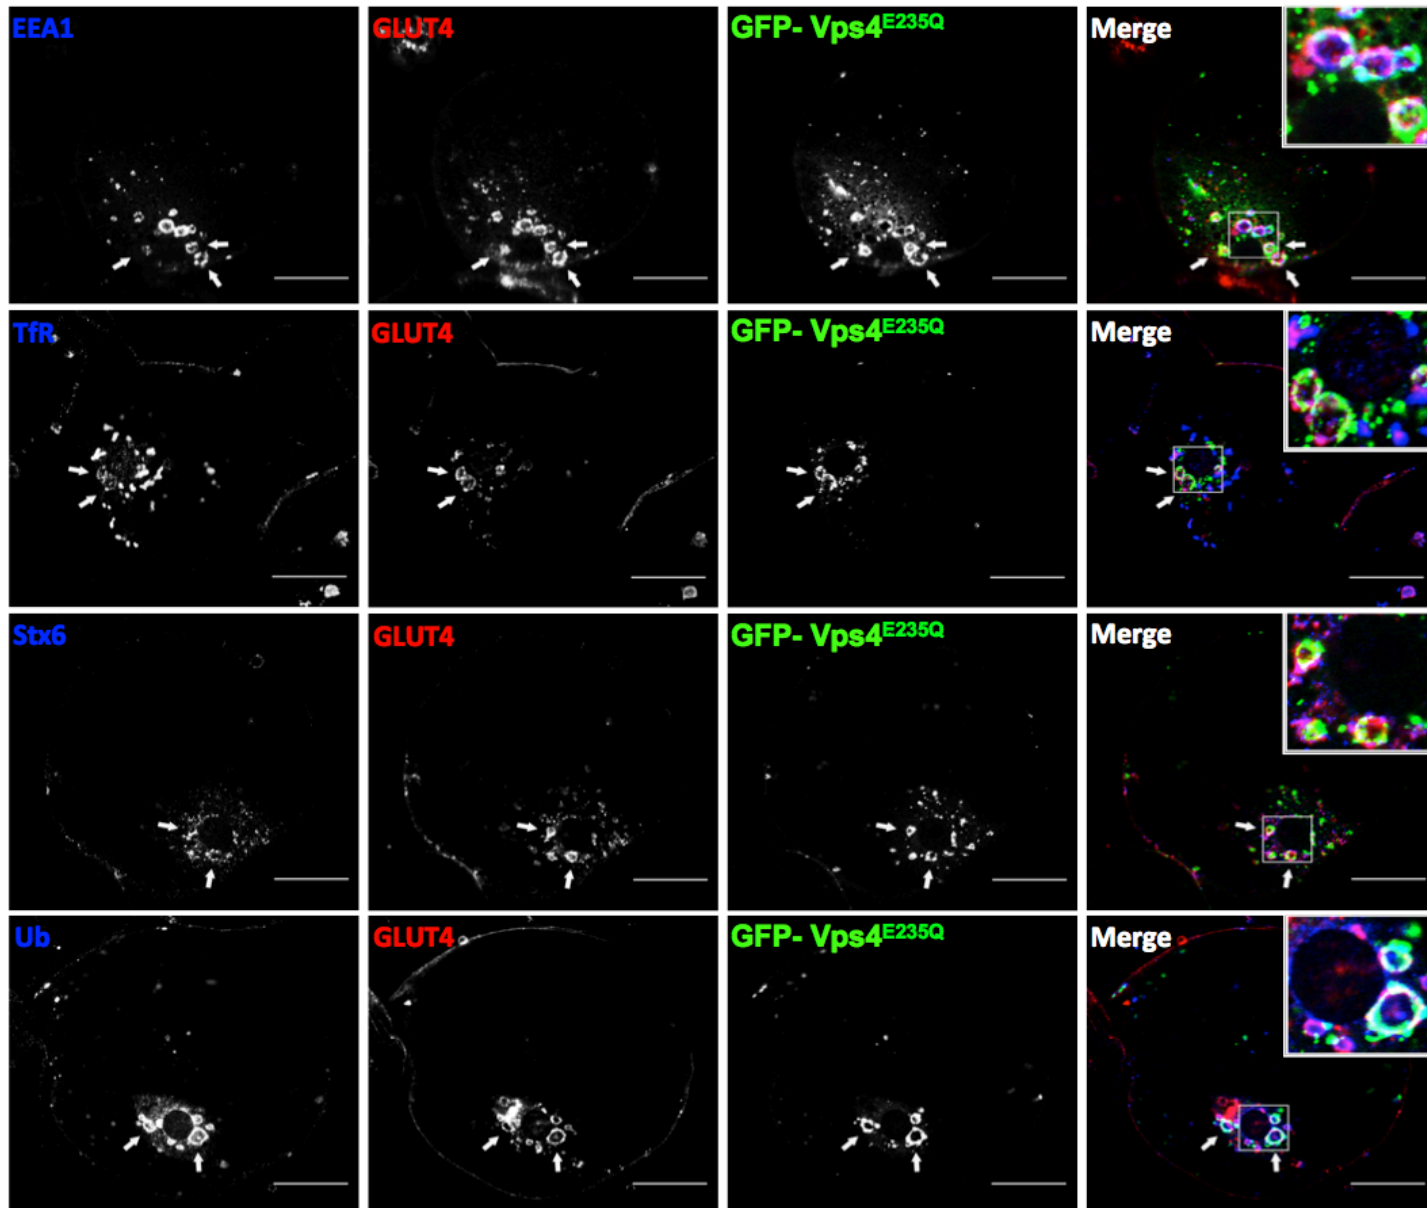 EEA1 GLUT4 GFP- Vps4E235Q Merge
TfR GLUT4 GFP- Vps4E235Q Merge
Stx6 GLUT4 GFP- Vps4E235Q Merge
Ub GLUT4 GFP- Vps4E235Q Merge